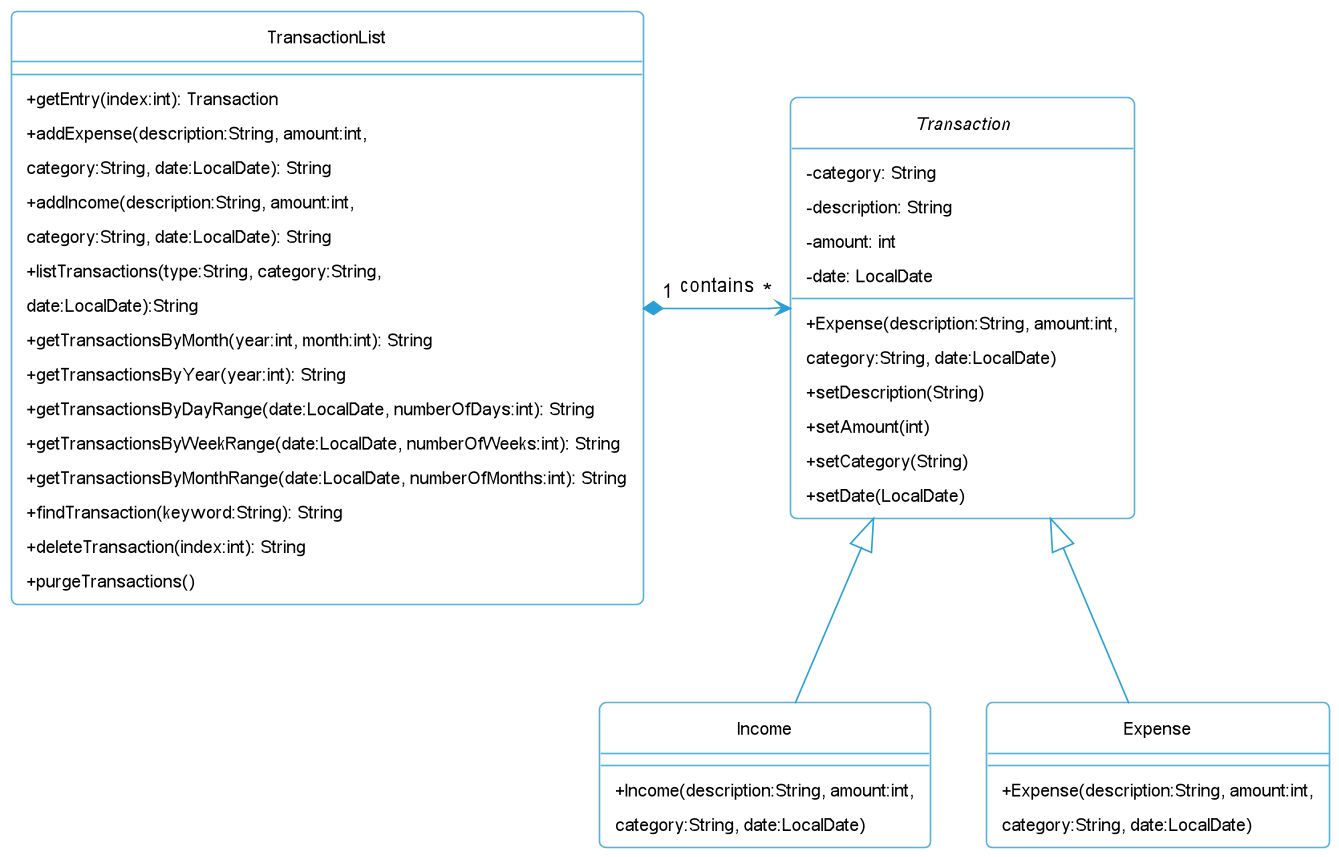 TransactionList
+getEntry(index:int): Transaction
+addExpense(description:String, amount:int,
category:String, date:LocalDate): String
+addIncome(description:String, amount:int,
category:String, date:LocalDate): String
+listTransactions(type:String, category:String,
date:LocalDate):String
+getTransactionsByMonth(year:int, month:int): String
+getTransactionsByYear(year:int): String
+getTransactionsByDayRange(date:LocalDate, numberOfDays:int): String
+getTransactionsByWeekRange(date:LocalDate, numberOfWeeks:int): String
+getTransactionsByMonthRange(date:LocalDate, numberOfMonths:int): String
+findTransaction(keyword:String): String
+deleteTransaction(index:int): String
+purgeTransactions()
1 contains *
Transaction
-category: String
-description: String
-amount: int
-date: LocalDate
+Expense(description:String, amount:int,
category:String, date:LocalDate)
+setDescription(String)
+setAmount(int)
+setCategory(String)
+setDate(LocalDate)
Income
+Income(description:String, amount:int,
category:String, date:LocalDate)
Expense
+Expense(description:String, amount:int,
category:String, date:LocalDate)